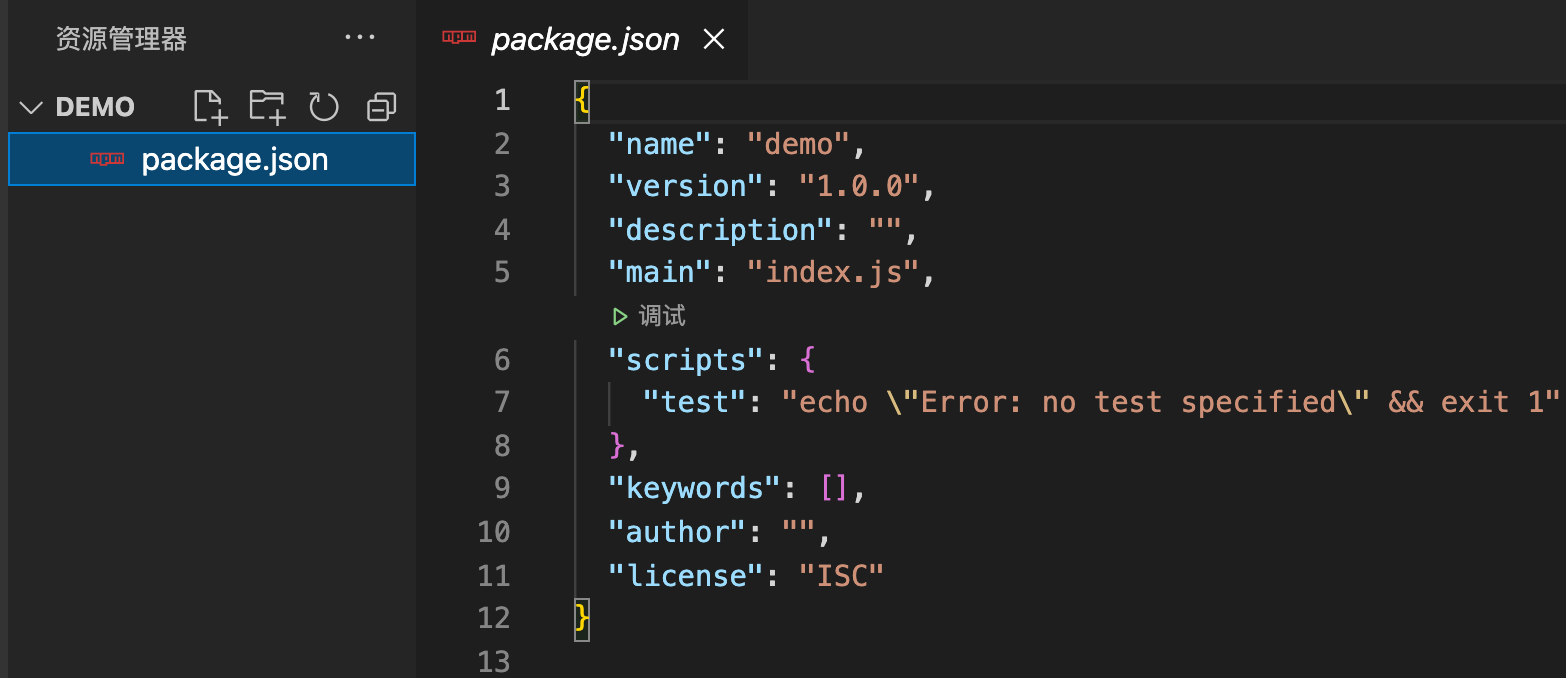 资源管理器
DEMO
package.json
package.json
1 {
2 "name": "demo",
3 "version": "1.0.0",
4 "description": "",
5 "main": "index.js",
调试
6 "scripts": {
7 "test": "echo \"Error: no test specified\" && exit 1"
8 },
9 "keywords": [],
10 "author": "",
11 "license": "ISC"
12 }
13